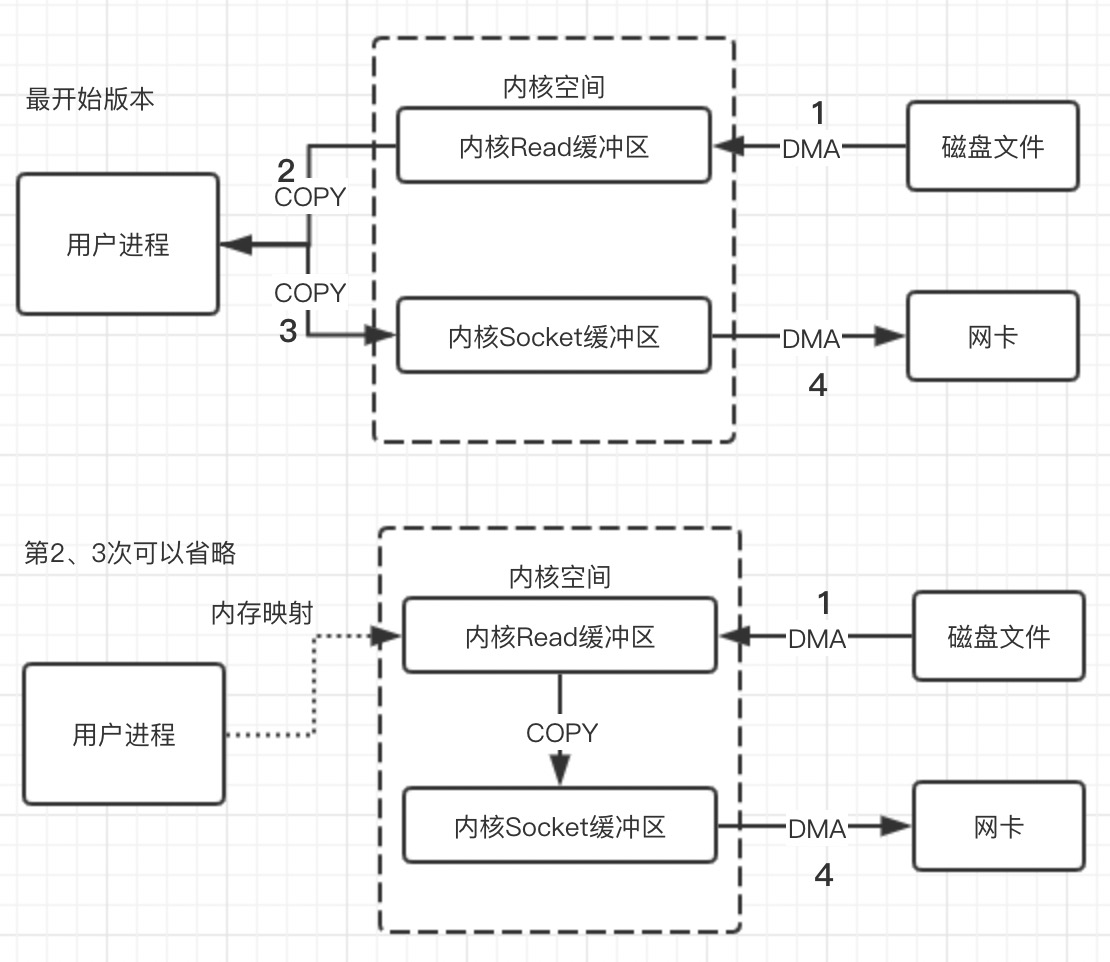 最开始版本
内核空间
内核Read缓冲区
1
DMA
磁盘文件
2
COPY
用户进程
COPY
3
内核Socket缓冲区
DMA
4
网卡
第2、3次可以省略
内核空间
内存映射
内核Read缓冲区
1
DMA
磁盘文件
用户进程
COPY
内核Socket缓冲区
DMA
4
网卡